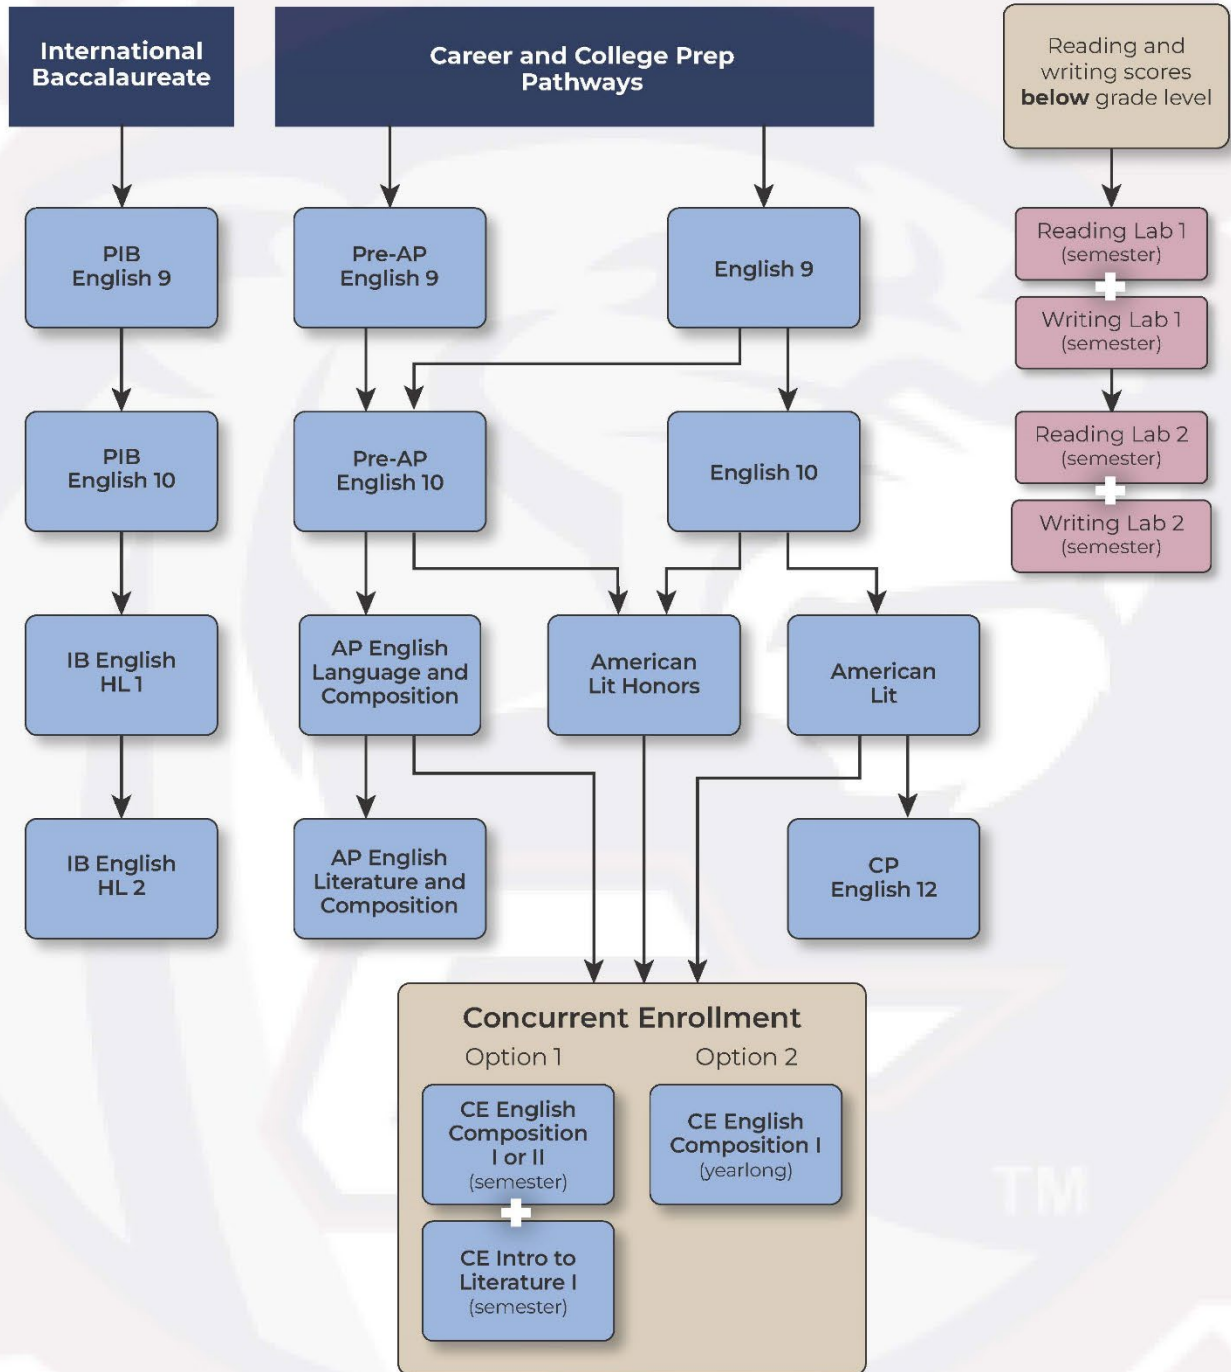 International
Baccalaureate
Career and College Prep
Pathways
Reading and
writing scores
below grade level
PIB
English 9
Pre-AP
English 9
English 9
Reading Lab 1
(semester)
Writing Lab 1
(semester)
PIB
English 10
Pre-AP
English 10
English 10
Reading Lab 2
(semester)
Writing Lab 2
(semester)
IB English
HL 1
AP English
Language and
Composition
American
Lit Honors
American
Lit
IB English
HL 2
AP English
Literature and
Composition
CP
English 12
Concurrent Enrollment
Option 1
CE English
Composition
I or II
(semester)
CE Intro to
Literature I
(semester)
Option 2
CE English
Composition I
(yearlong)
TM